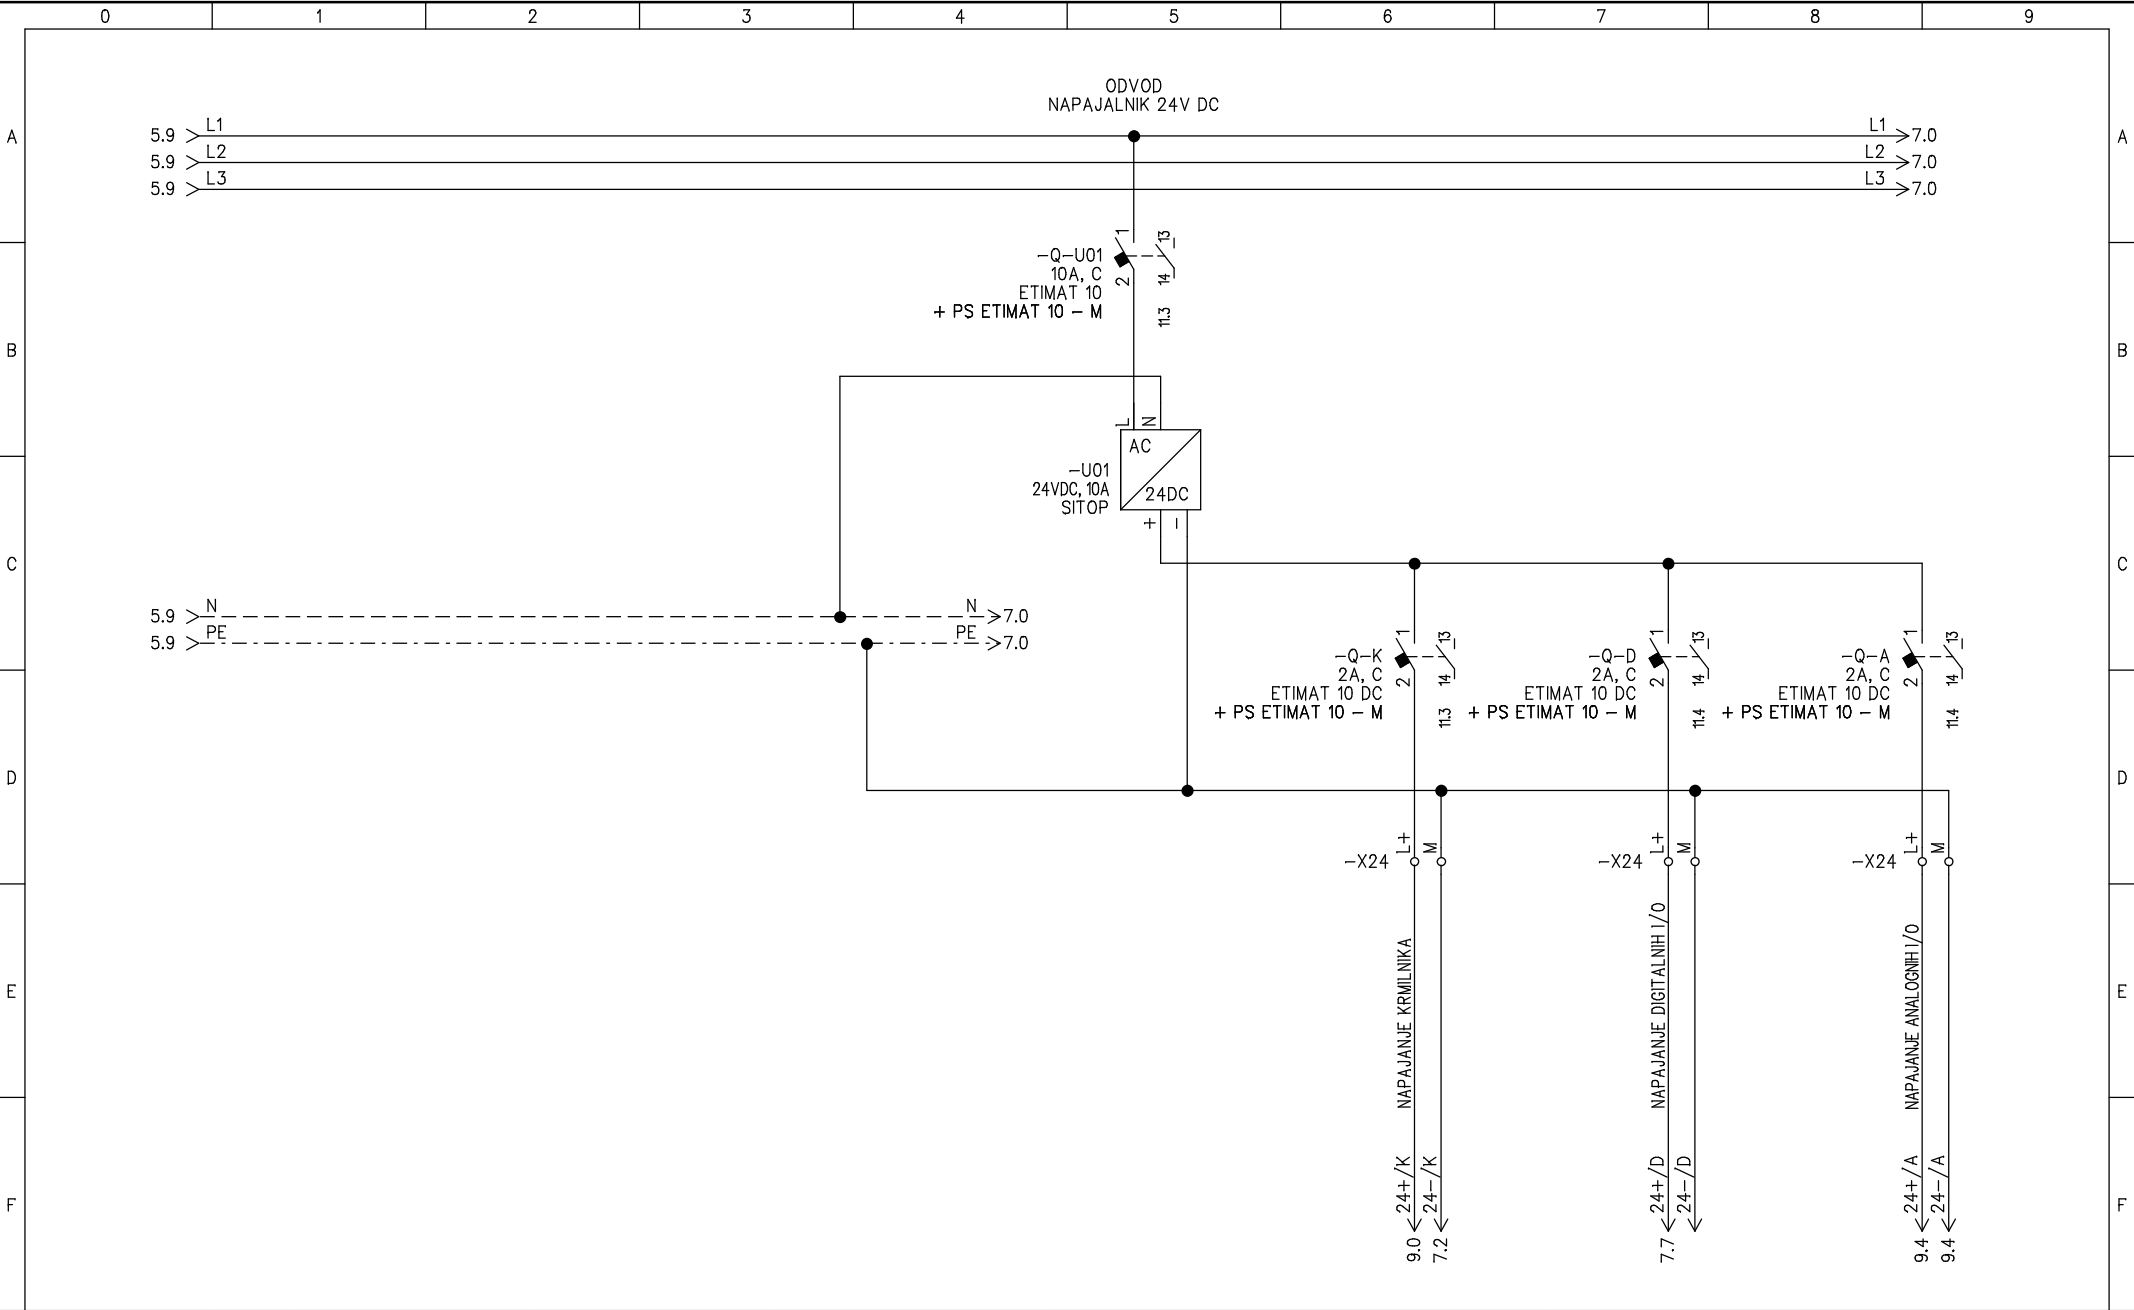 0 1 2 3 4 5 6 7 8 9
ODVOD
NAPAJALNIK 24V DC
A A
5.9 L1 L1 7.0
5.9 L2 L2 7.0
5.9 L3 L3 7.0
1 13
-Q-U01
10A, C
ETIMAT 10
+ PS ETIMAT 10 - M
2 14
11.3
B B
L N
AC
24DC
-U01
24VDC, 10A
SITOP
+ -
C C
5.9 N N 7.0
5.9 PE PE 7.0
1 13
-Q-K
2A, C
ETIMAT 10 DC
+ PS ETIMAT 10 - M
2 14
11.3
1 13
-Q-D
2A, C
ETIMAT 10 DC
+ PS ETIMAT 10 - M
2 14
11.4
1 13
-Q-A
2A, C
ETIMAT 10 DC
+ PS ETIMAT 10 - M
2 14
11.4
D D
-X24 L+ M
-X24 L+ M
-X24 L+ M
E E
NAPAJANJE KRMILNIKA
NAPAJANJE DIGITALNIH I/O
NAPAJANJE ANALOGNIH I/O
F F
24+/K
24-/K
24+/D
24-/D
24+/A
24-/A
9.0
7.2
7.7
9.4
9.4